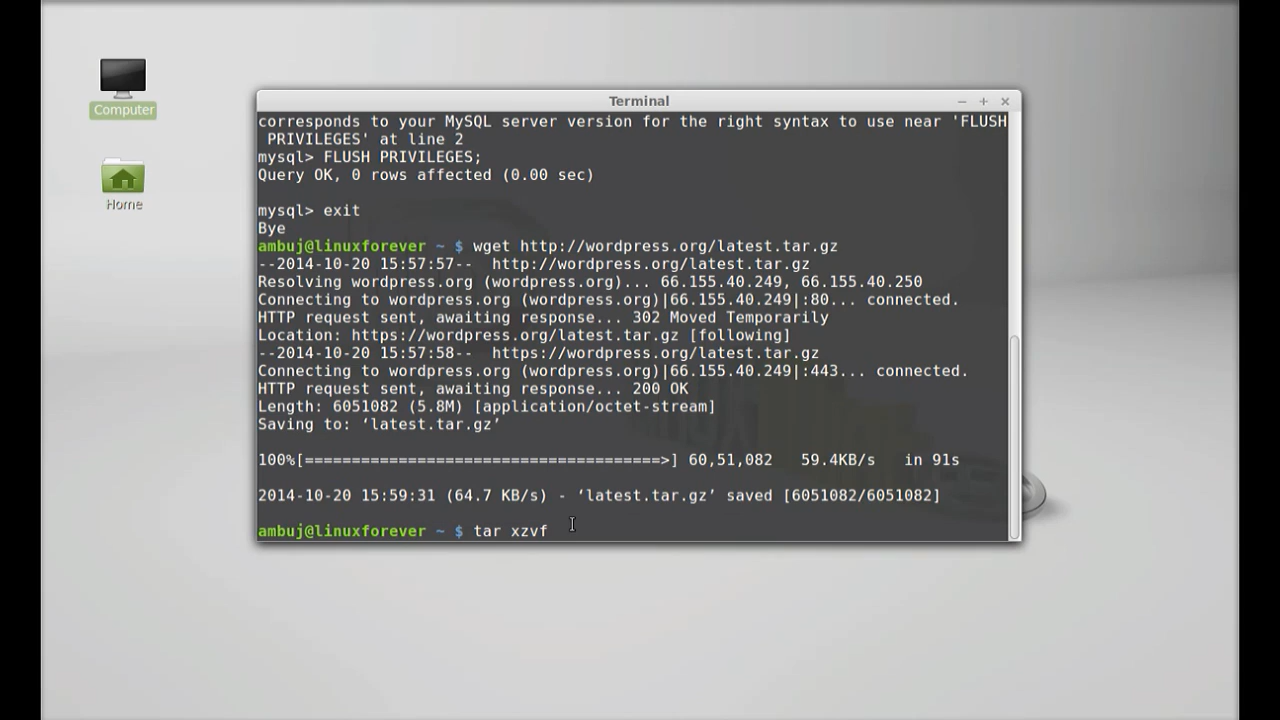 Computer
Home
Terminal
corresponds to your MySQL server version for the right syntax to use near 'FLUSH
PRIVILEGES' at line 2
mysql> FLUSH PRIVILEGES;
Query OK, 0 rows affected (0.00 sec)
mysql> exit
Bye
ambuj@linuxforever ~ $ wget http://wordpress.org/latest.tar.gz
--2014-10-20 15:57:57--  http://wordpress.org/latest.tar.gz
Resolving wordpress.org (wordpress.org)... 66.155.40.249, 66.155.40.250
Connecting to wordpress.org (wordpress.org)|66.155.40.249|:80... connected.
HTTP request sent, awaiting response... 302 Moved Temporarily
Location: https://wordpress.org/latest.tar.gz [following]
--2014-10-20 15:57:58--  https://wordpress.org/latest.tar.gz
Connecting to wordpress.org (wordpress.org)|66.155.40.249|:443... connected.
HTTP request sent, awaiting response... 200 OK
Length: 6051082 (5.8M) [application/octet-stream]
Saving to: ‘latest.tar.gz’
100%[======================================>] 60,51,082   59.4KB/s   in 91s
2014-10-20 15:59:31 (64.7 KB/s) - ‘latest.tar.gz’ saved [6051082/6051082]
ambuj@linuxforever ~ $ tar xzvf